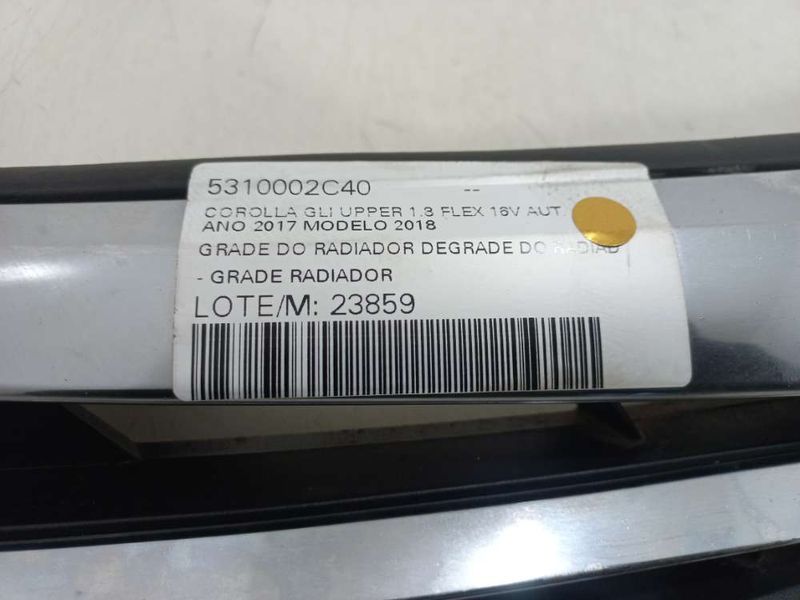 5310002C40 --
COROLLA GLI UPPER 1.8 FLEX 16V AUT.
ANO 2017 MODELO 2018
GRADE DO RADIADOR DEGRADE DO RADIAD
- GRADE RADIADOR
LOTE/M: 23859